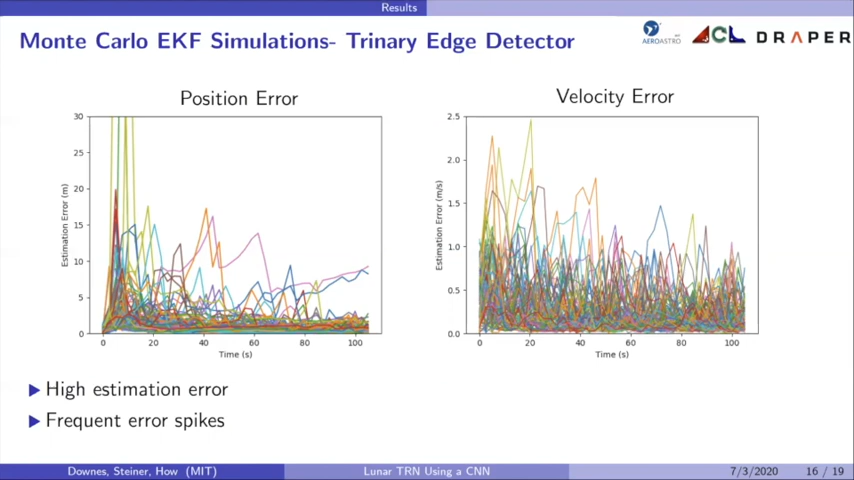 Results
Monte Carlo EKF Simulations- Trinary Edge Detector
AEROASTRO
ACL
DRAPER
Position Error
Velocity Error
30
25
20
15
10
5
0
Estimation Error (m)
0 20 40 60 80 100
Time (s)
2.5
2.0
1.5
1.0
0.5
0.0
Estimation Error (m/s)
0 20 40 60 80 100
Time (s)
High estimation error
Frequent error spikes
Downes, Steiner, How (MIT)
Lunar TRN Using a CNN
7/3/2020
16 / 19